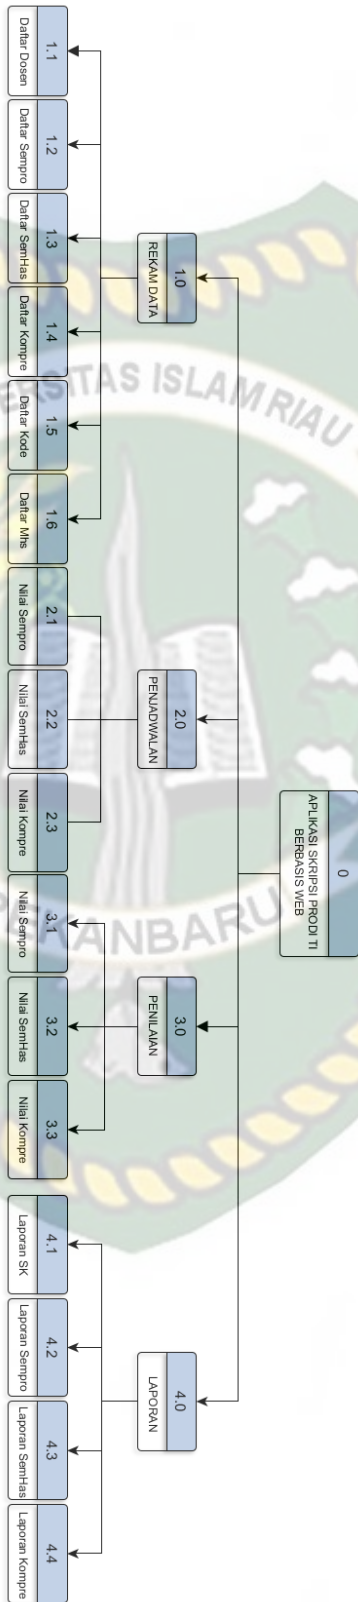 0
APLIKASI SKRIPSI PRODI TI
BERBASIS WEB
1.0
REKAM DATA
2.0
PENJADWALAN
3.0
PENILAIAN
4.0
LAPORAN
1.1
Daftar Dosen
1.2
Daftar Sempro
1.3
Daftar SemHas
1.4
Daftar Kompre
1.5
Daftar Kode
1.6
Daftar Mhs
2.1
Nilai Sempro
2.2
Nilai SemHas
2.3
Nilai Kompre
3.1
Nilai Sempro
3.2
Nilai SemHas
3.3
Nilai Kompre
4.1
Laporan SK
4.2
Laporan Sempro
4.3
Laporan SemHas
4.4
Laporan Kompre
ERSITAS ISLAM RIAU
PEKANBARU